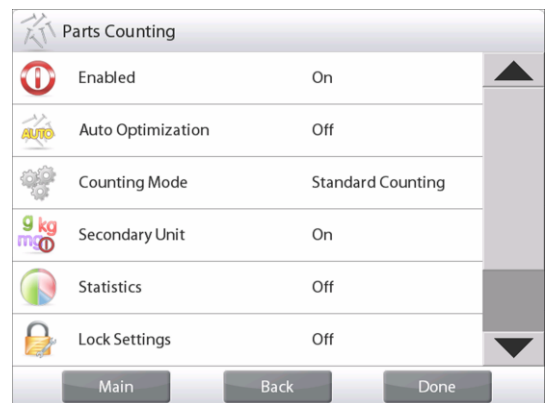 Parts Counting
Enabled On
AUTO Auto Optimization Off
Counting Mode Standard Counting
g kg mg Secondary Unit On
Statistics Off
Lock Settings Off
Main Back Done